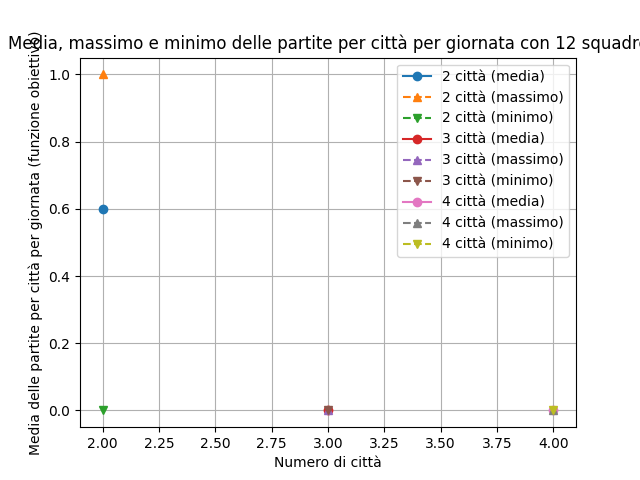 Media, massimo e minimo delle partite per città per giornata con 12 squadre
Media delle partite per città per giornata (funzione obiettivo)
1.0
0.8
0.6
0.4
0.2
0.0
2 città (media)
2 città (massimo)
2 città (minimo)
3 città (media)
3 città (massimo)
3 città (minimo)
4 città (media)
4 città (massimo)
4 città (minimo)
2.00 2.25 2.50 2.75 3.00 3.25 3.50 3.75 4.00
Numero di città